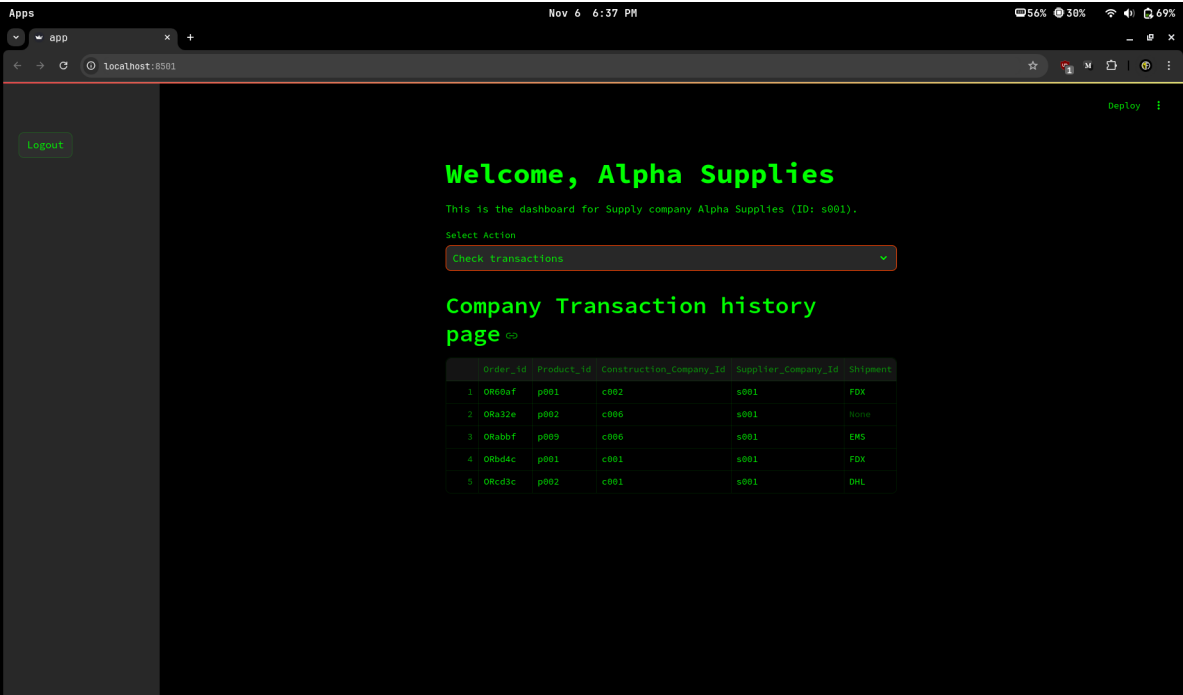 Apps
Nov 6 6:37 PM
56% 30% 69%
app
localhost:8501
1 M
Deploy
Logout
Welcome, Alpha Supplies
This is the dashboard for Supply company Alpha Supplies (ID: s001).
Select Action
Check transactions
Company Transaction history
page
Order_id Product_id Construction_Company_Id Supplier_Company_Id Shipment
1 OR60af p001 c002 s001 FDX
2 ORa32e p002 c006 s001 None
3 ORabbf p009 c006 s001 EMS
4 ORbd4c p001 c001 s001 FDX
5 ORcd3c p002 c001 s001 DHL